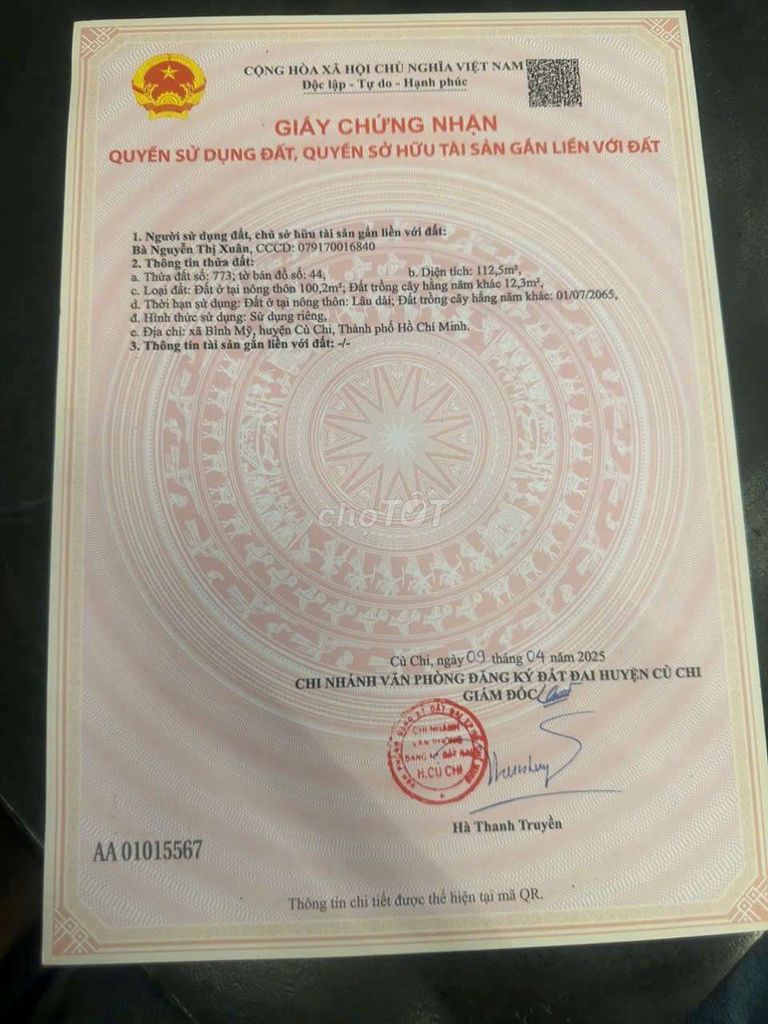 CỘNG HÒA XÃ HỘI CHỦ NGHĨA VIỆT NAM
Độc lập - Tự do - Hạnh phúc
GIẤY CHỨNG NHẬN
QUYỀN SỬ DỤNG ĐẤT, QUYỀN SỞ HỮU TÀI SẢN GẮN LIỀN VỚI ĐẤT
1. Người sử dụng đất, chủ sở hữu tài sản gắn liền với đất:
Bà Nguyễn Thị Xuân, CCCD: 079170016840
2. Thông tin thửa đất:
a. Thửa đất số: 773; tờ bản đồ số: 44, b. Diện tích: 112,5m²,
c. Loại đất: Đất ở tại nông thôn 100,2m²; Đất trồng cây hằng năm khác 12,3m²,
d. Thời hạn sử dụng: Đất ở tại nông thôn: Lâu dài; Đất trồng cây hằng năm khác: 01/07/2065,
đ. Hình thức sử dụng: Sử dụng riêng,
e. Địa chỉ: xã Bình Mỹ, huyện Củ Chi, Thành phố Hồ Chí Minh.
3. Thông tin tài sản gắn liền với đất: -/-
chợTỐT
Củ Chi, ngày 09 tháng 04 năm 2025
CHI NHÁNH VĂN PHÒNG ĐĂNG KÝ ĐẤT ĐAI HUYỆN CỦ CHI
GIÁM ĐỐC
CHI NHÁNH
VĂN PHÒNG
ĐĂNG KÝ ĐẤT ĐAI
H.CỦ CHI
Hà Thanh Truyền
AA 01015567
Thông tin chi tiết được thể hiện tại mã QR.